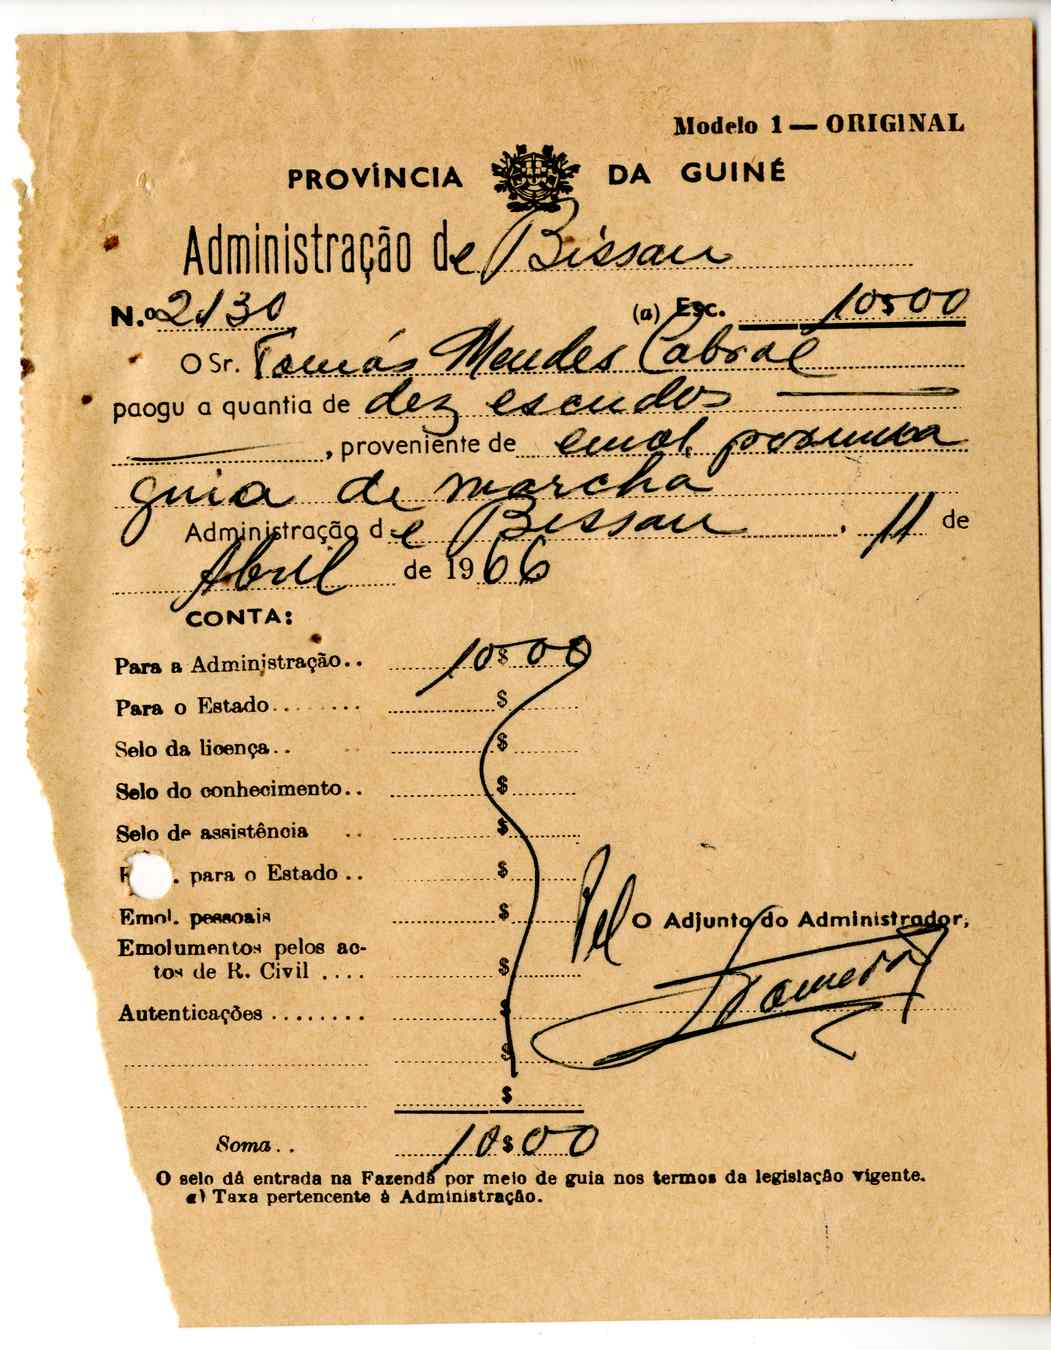 Modelo 1 — ORIGINAL
PROVÍNCIA DA GUINÉ
Administração de Bissau
N.º 2130 (a) Esc. 10$00
O Sr. Tomás Mendes Cabral
paogu a quantia de dez escudos
, proveniente de emol. por uma
guia de marcha
Administração de Bissau, 11 de
Abril de 1966
CONTA:
Para a Administração.. 10$00
Para o Estado........ $
Selo da licença.. $
Selo do conhecimento.. $
Selo de assistência .. $
. para o Estado .. $
Emol. pessoais $
Emolumentos pelos ac-
tos de R. Civil .... $
Autenticações ........ $
$
$
Pel O Adjunto do Administrador,
Soma.. 10$00
O selo dá entrada na Fazenda por meio de guia nos termos da legislação vigente.
a) Taxa pertencente à Administração.